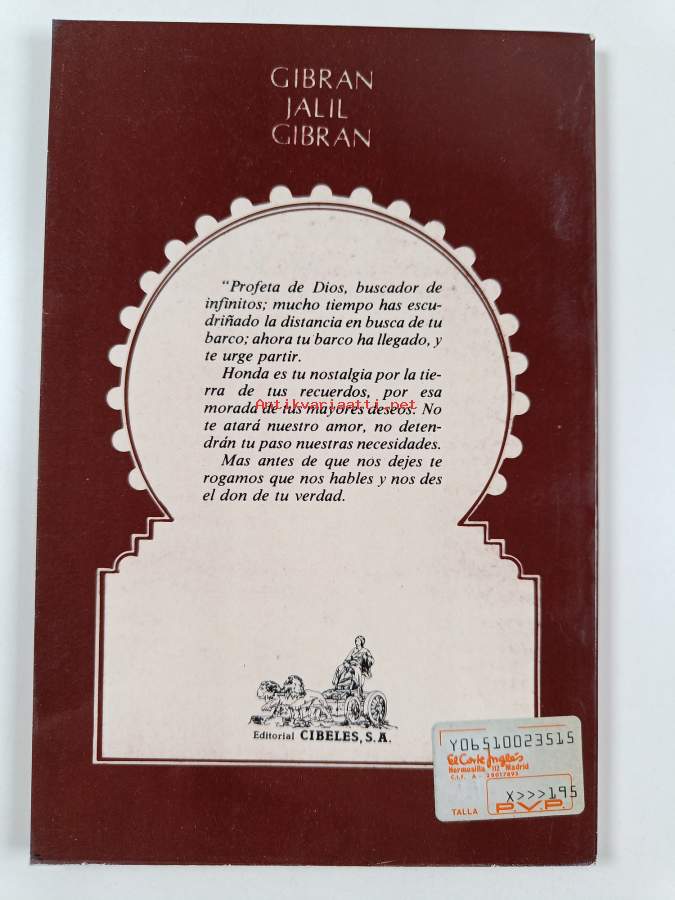 GIBRAN
JALIL
GIBRAN
“Profeta de Dios, buscador de
infinitos; mucho tiempo has escu-
driñado la distancia en busca de tu
barco; ahora tu barco ha llegado, y
te urge partir.
Honda es tu nostalgia por la tie-
rra de tus recuerdos, por esa
morada de tus mayores deseos. No
te atará nuestro amor, no deten-
drán tu paso nuestras necesidades.
Mas antes de que nos dejes te
rogamos que nos hables y nos des
el don de tu verdad.
Antikvariaatti.net
Editorial CIBELES, S.A.
Y06510023515
El Corte Inglés
Hermosilla 112 Madrid
C.I.F. A - 28017895
X>>>195
TALLA P.V.P.